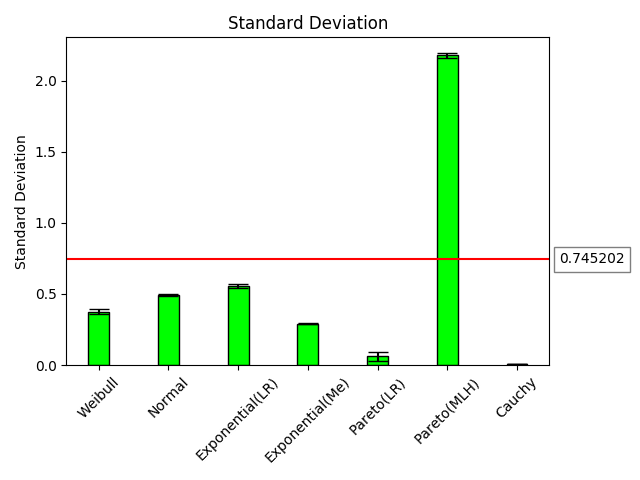 Standard Deviation
Standard Deviation
2.0
1.5
1.0
0.5
0.0
0.745202
Weibull
Normal
Exponential(LR)
Exponential(Me)
Pareto(LR)
Pareto(MLH)
Cauchy